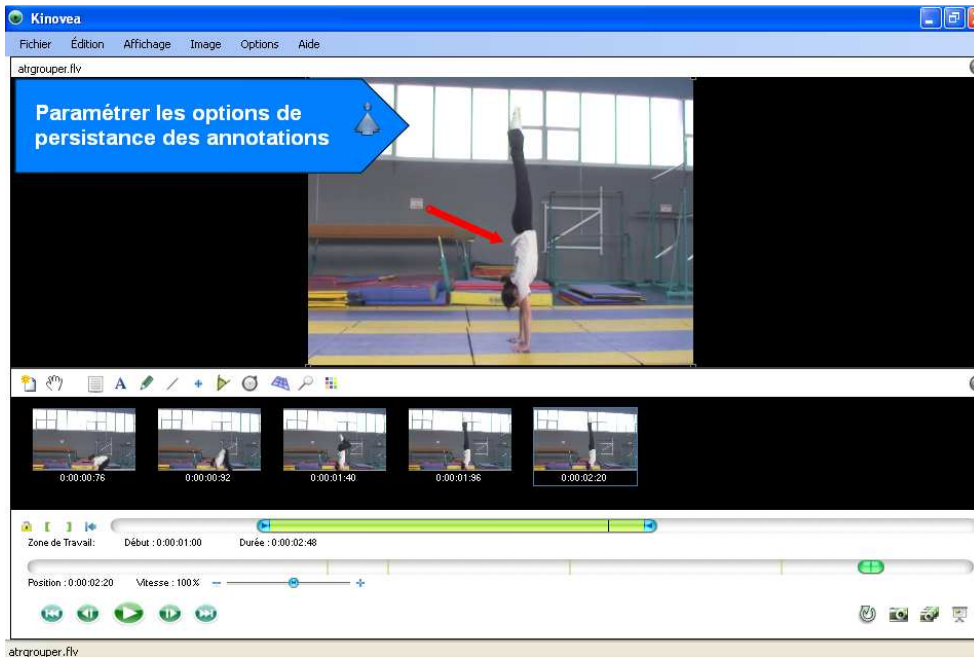 Kinovea
Fichier Édition Affichage Image Options Aide
atrgrouper.flv
Paramétrer les options de
persistance des annotations
A
0:00:00:76 0:00:00:92 0:00:01:40 0:00:01:96 0:00:02:20
Zone de Travail: Début : 0:00:01:00 Durée : 0:00:02:48
Position : 0:00:02:20 Vitesse : 100%
atrgrouper.flv